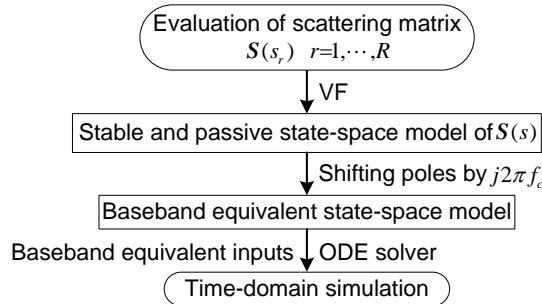 Evaluation of scattering matrix
S(s_r) r=1,⋯,R
VF
Stable and passive state-space model of S(s)
Shifting poles by j2πf_c
Baseband equivalent state-space model
Baseband equivalent inputs ODE solver
Time-domain simulation